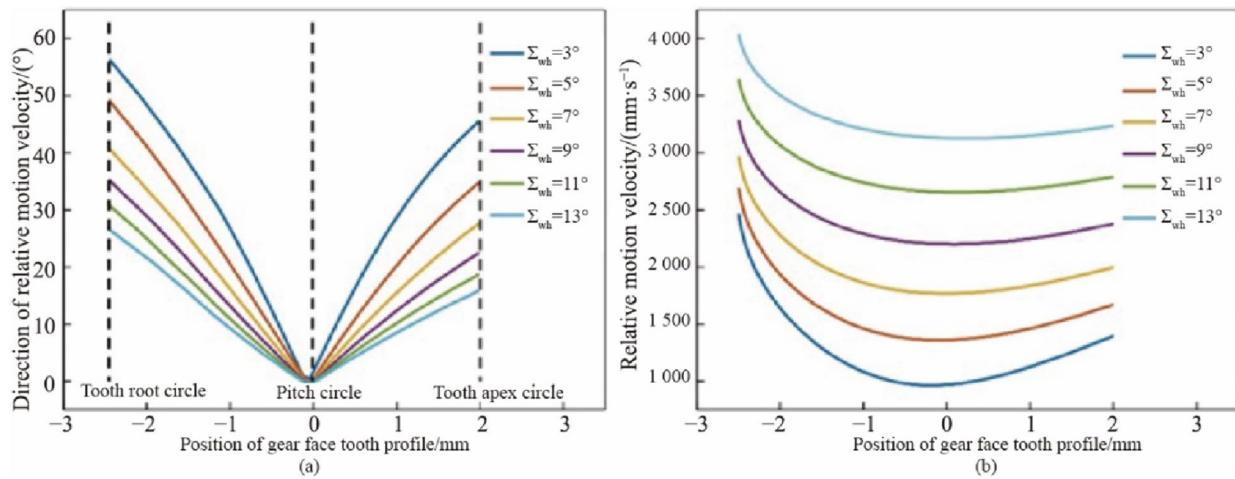 Direction of relative motion velocity/(°)
60
50
40
30
20
10
0
Σwh=3°
Σwh=5°
Σwh=7°
Σwh=9°
Σwh=11°
Σwh=13°
Tooth root circle
Pitch circle
Tooth apex circle
−3 −2 −1 0 1 2 3
Position of gear face tooth profile/mm
(a)
Relative motion velocity/(mm·s⁻¹)
4 000
3 500
3 000
2 500
2 000
1 500
1 000
Σwh=3°
Σwh=5°
Σwh=7°
Σwh=9°
Σwh=11°
Σwh=13°
−3 −2 −1 0 1 2 3
Position of gear face tooth profile/mm
(b)